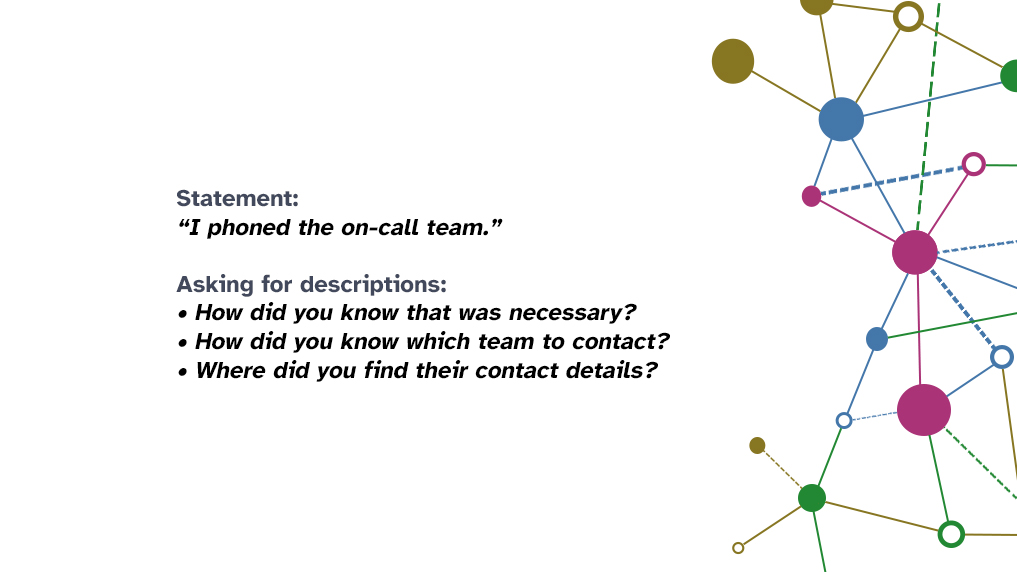 Statement:
“I phoned the on-call team.”
Asking for descriptions:
• How did you know that was necessary?
• How did you know which team to contact?
• Where did you find their contact details?